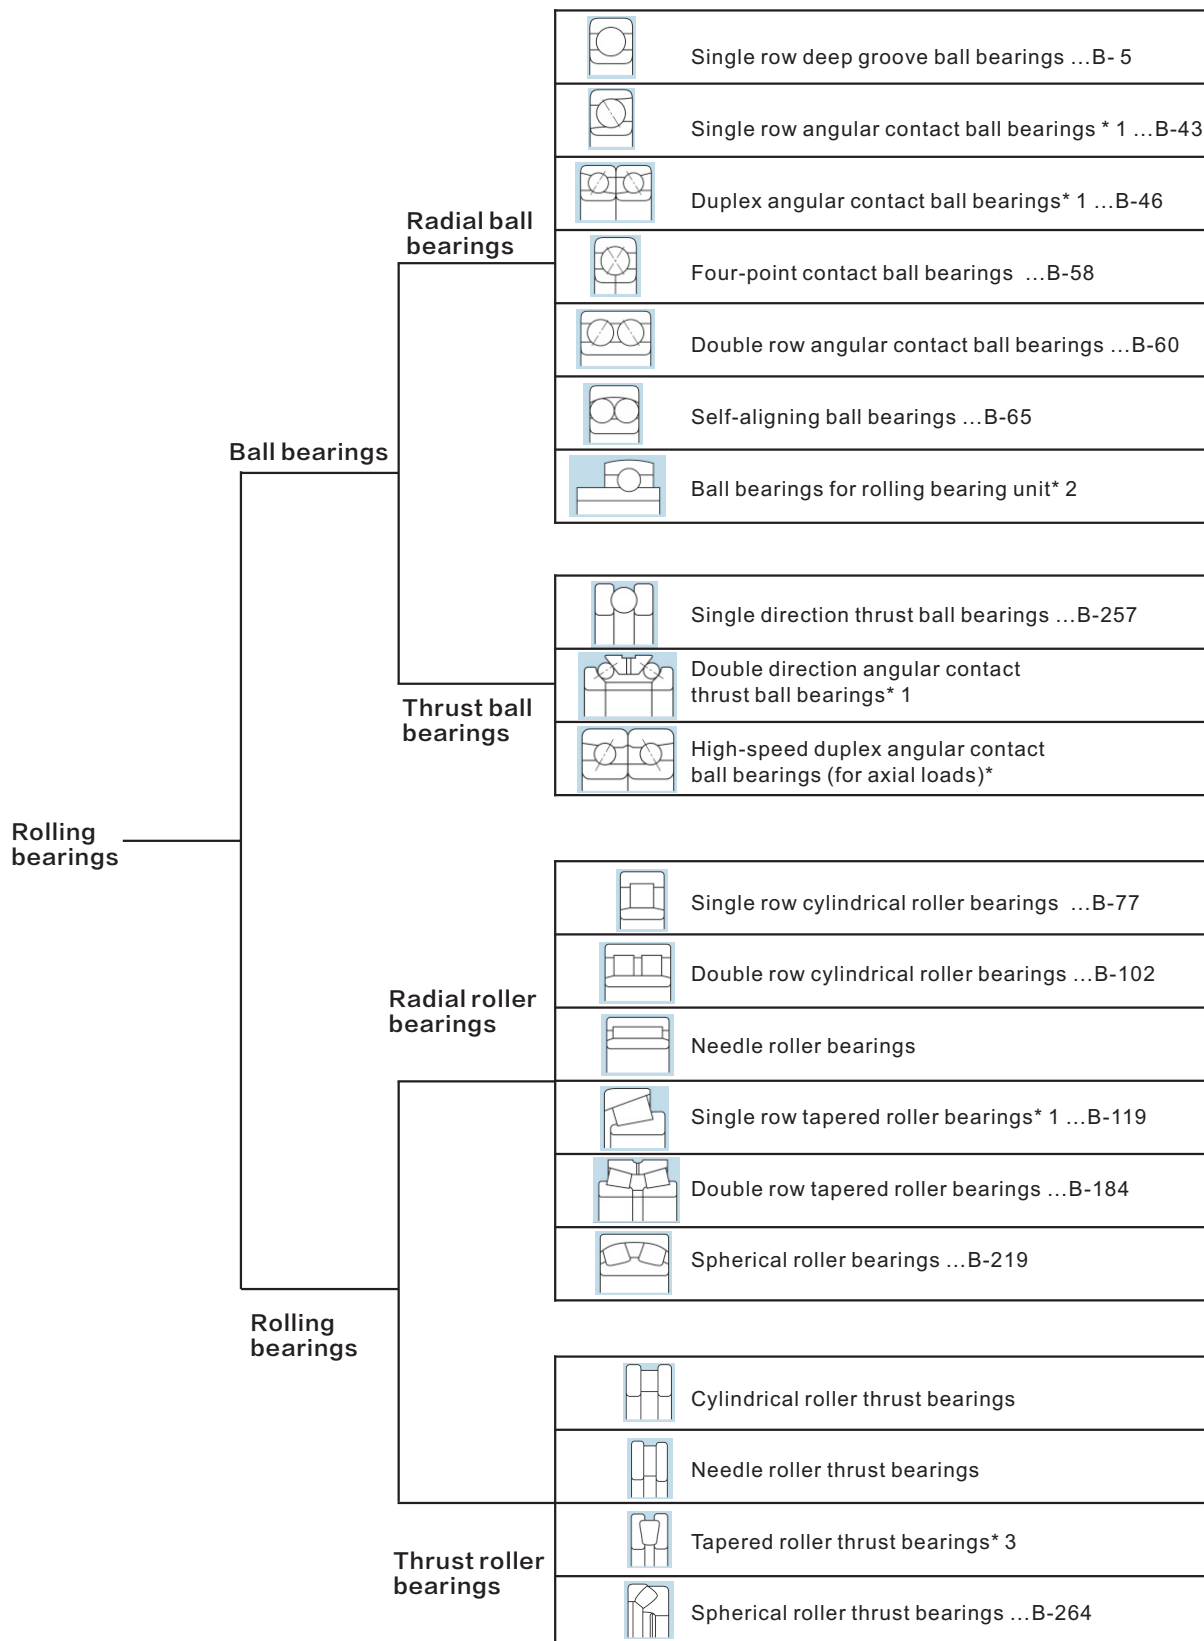 Single row deep groove ball bearings ...B- 5
Single row angular contact ball bearings * 1 ...B-43
Duplex angular contact ball bearings* 1 ...B-46
Radial ball
bearings
Four-point contact ball bearings ...B-58
Double row angular contact ball bearings ...B-60
Self-aligning ball bearings ...B-65
Ball bearings
Ball bearings for rolling bearing unit* 2
Single direction thrust ball bearings ...B-257
Double direction angular contact
thrust ball bearings* 1
Thrust ball
bearings
High-speed duplex angular contact
ball bearings (for axial loads)*
Rolling
bearings
Single row cylindrical roller bearings ...B-77
Double row cylindrical roller bearings ...B-102
Radial roller
bearings
Needle roller bearings
Single row tapered roller bearings* 1 ...B-119
Double row tapered roller bearings ...B-184
Spherical roller bearings ...B-219
Rolling
bearings
Cylindrical roller thrust bearings
Needle roller thrust bearings
Tapered roller thrust bearings* 3
Thrust roller
bearings
Spherical roller thrust bearings ...B-264